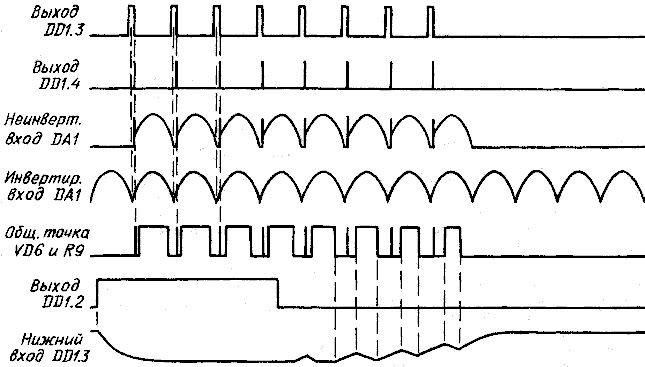 Выход
DD1.3
Выход
DD1.4
Неинверт.
вход DA1
Инвертир.
вход DA1
Общ. точка
VD6 и R9
Выход
DD1.2
Нижний
вход DD1.3